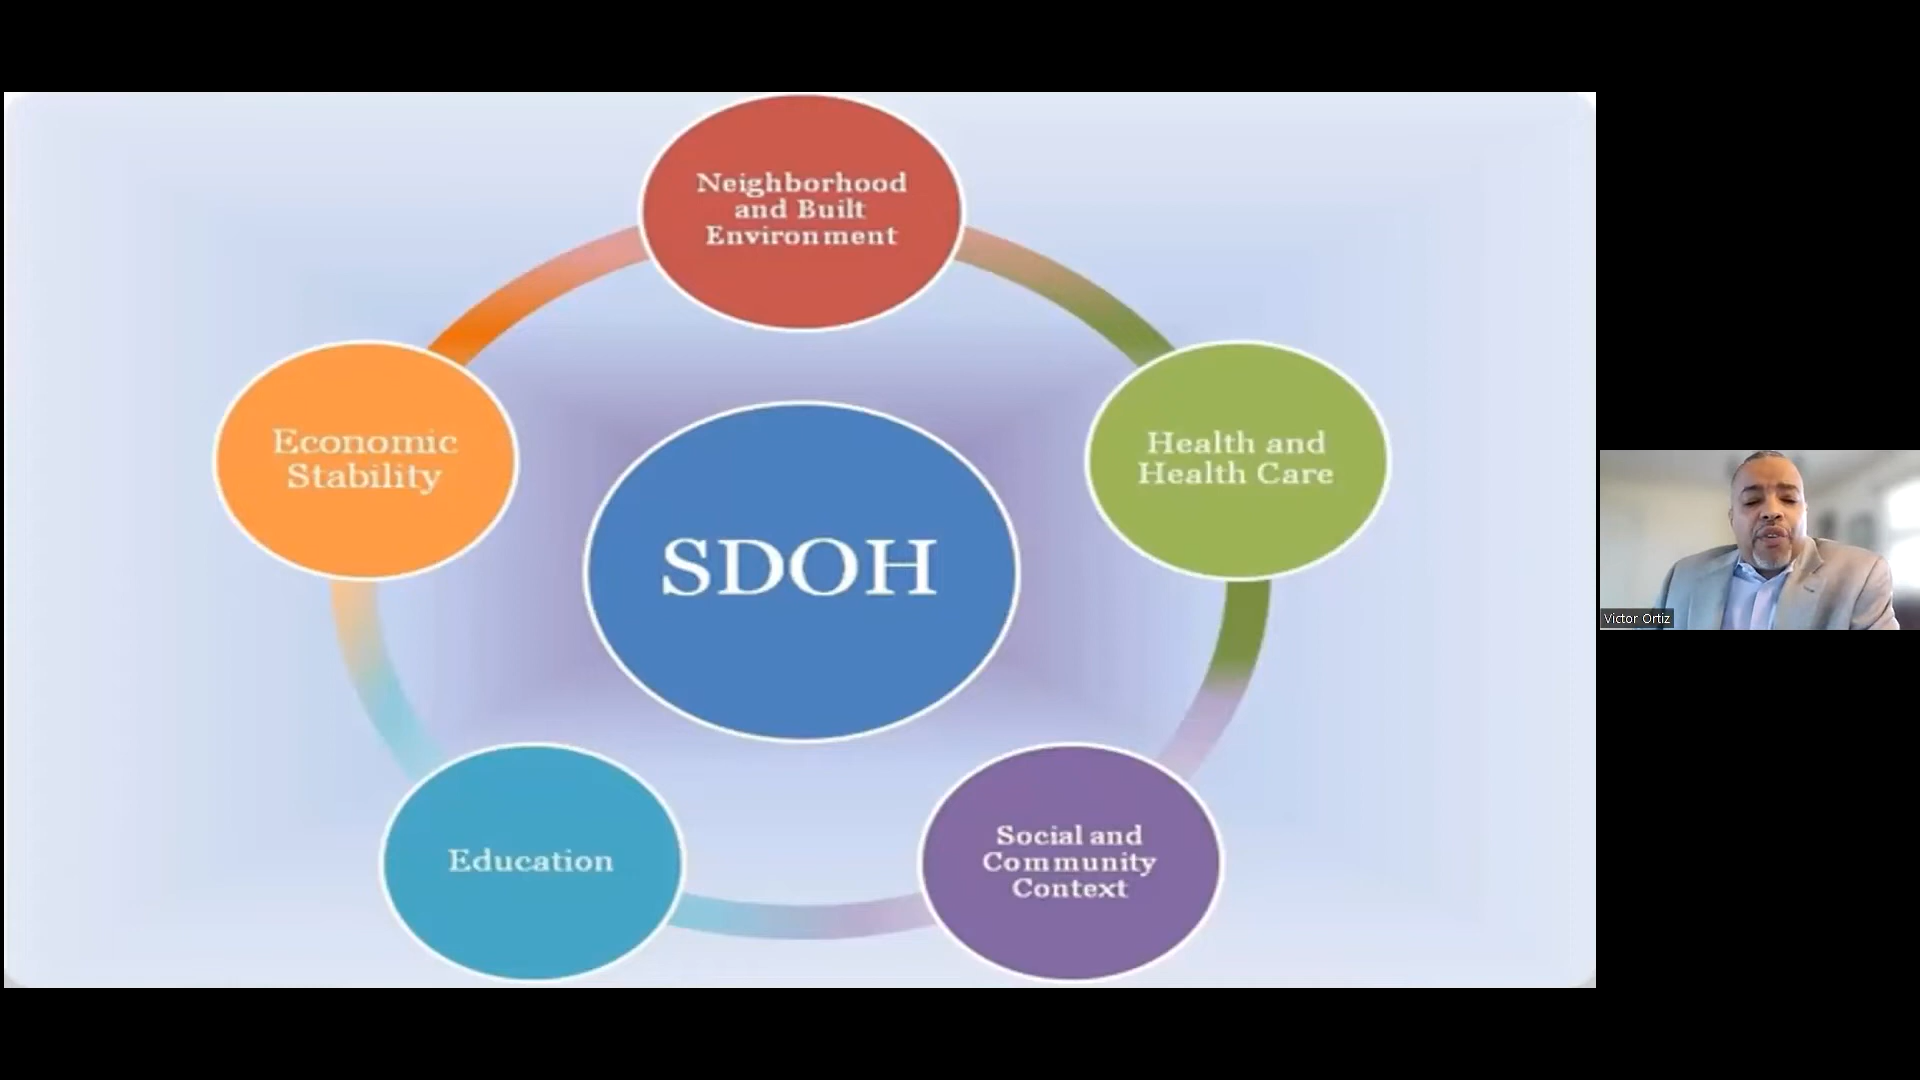 Neighborhood
and Built
Environment
Economic
Stability
Health and
Health Care
SDOH
Education
Social and
Community
Context
Victor Ortiz